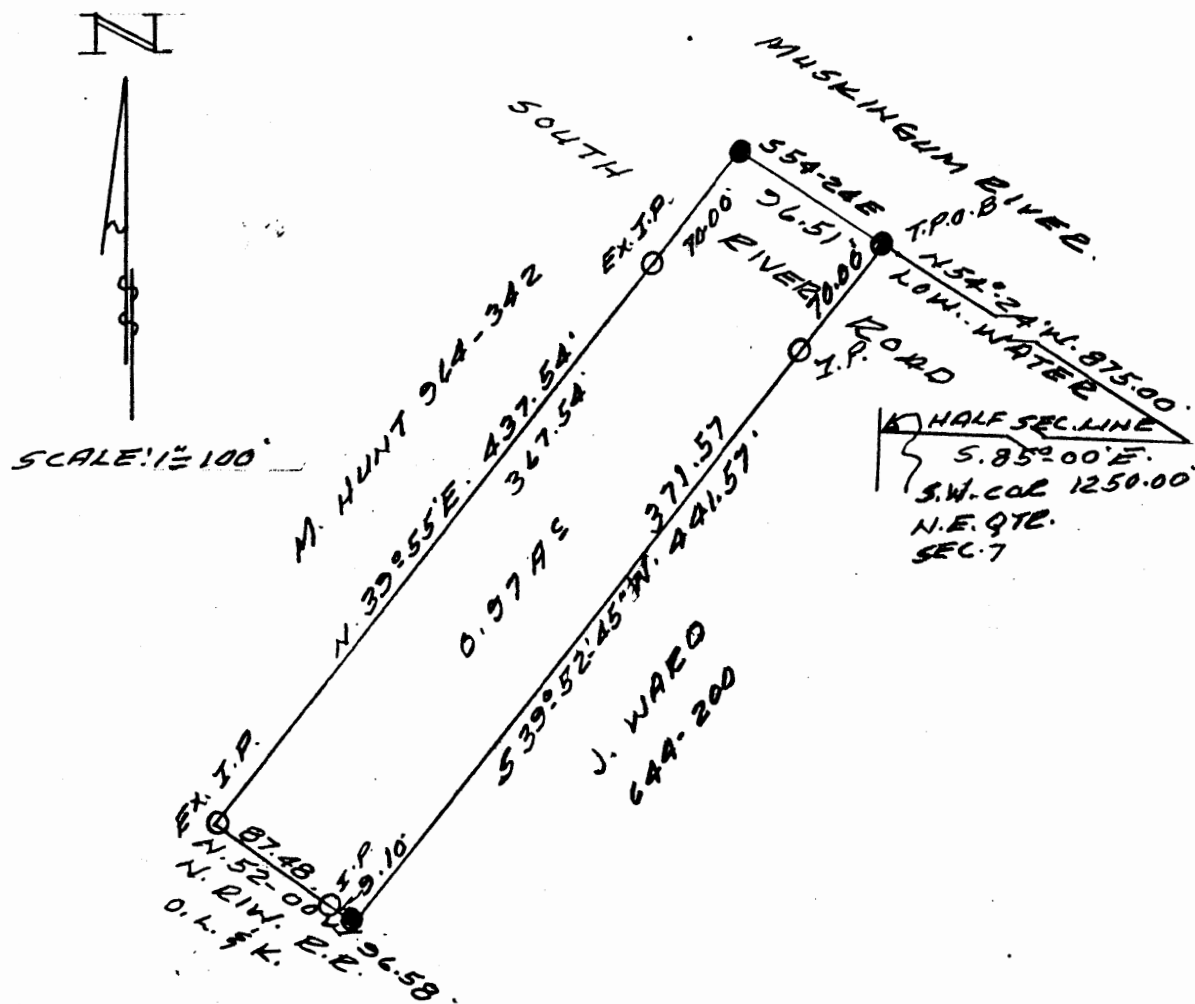 N
SCALE: 1"=100'
MUSKINGUM RIVER.
SOUTH
RIVER
ROAD
S54-24E
96.51'
T.P.O.B
N.54°-24'W. 875.00'
LOW-WATER
HALF SEC. LINE
S.85°00'E.
S.W. COR 1250.00'
N.E. QTR.
SEC. 7
EX. I.P.
70.00'
70.00'
I.P.
M. HUNT 964-342
N. 39°55'E. 437.54'
367.54'
0.97 AC
371.57
S 39°52'45"W. 441.57'
J. WARD
644-200
EX. I.P.
87.48
I.P.
9.10'
N. 52-00
96.58
N. R/W. R.R.
O. L. & K.